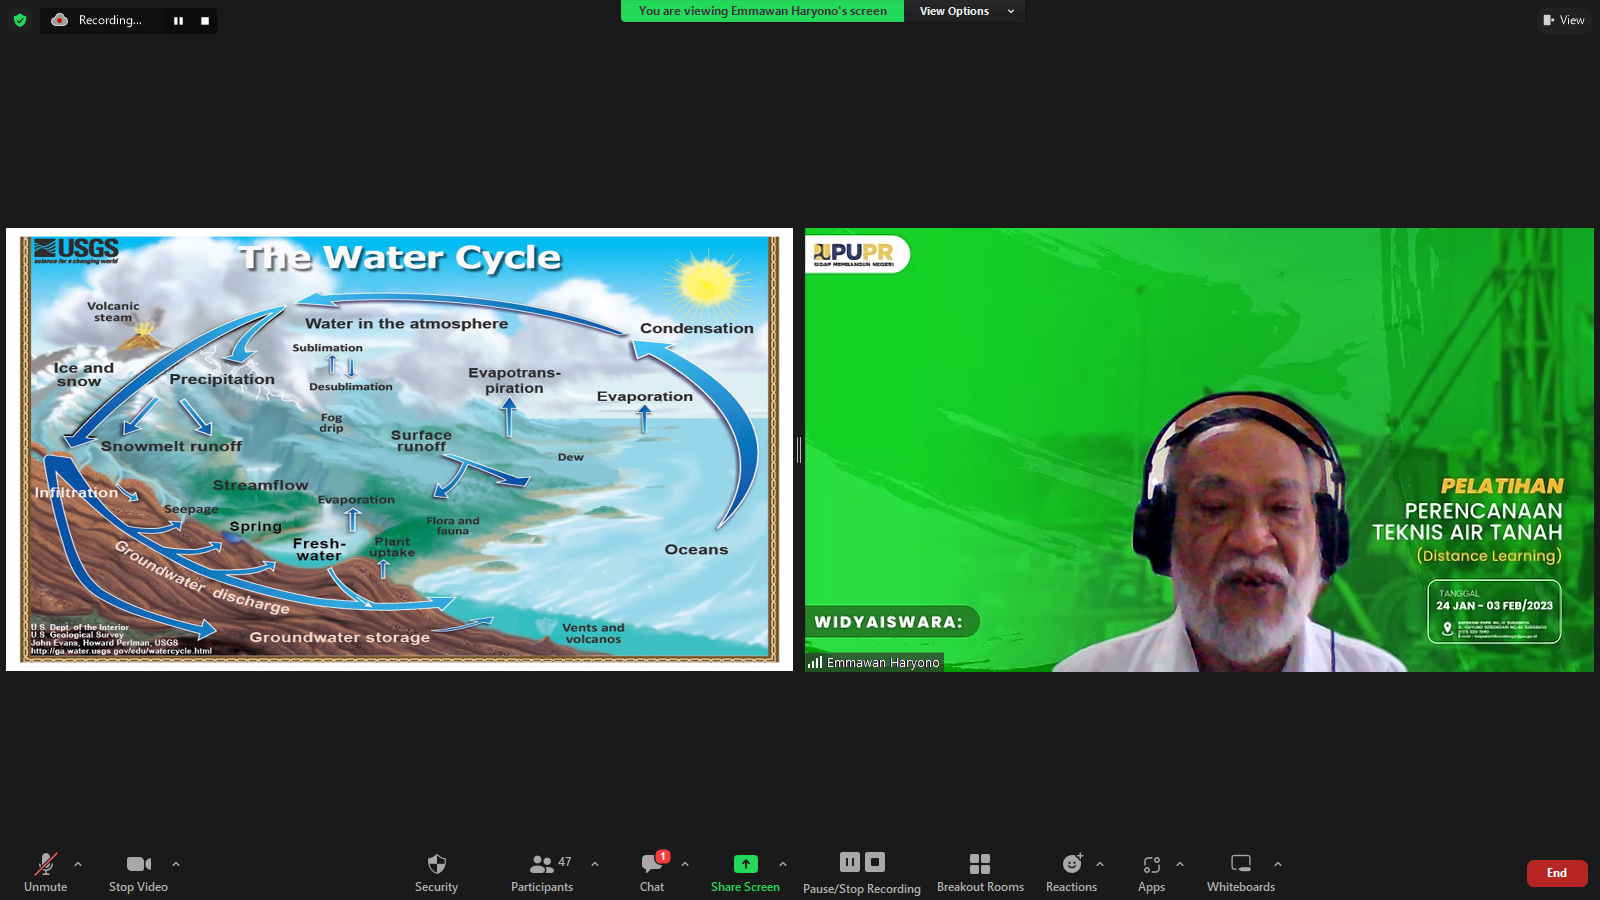 Recording...
You are viewing Emmawan Haryono's screen
View Options
View
USGS
science for a changing world
The Water Cycle
Volcanic
steam
Ice and
snow
Precipitation
Water in the atmosphere
Sublimation
Desublimation
Condensation
Evapotrans-
piration
Evaporation
Fog
drip
Snowmelt runoff
Surface
runoff
Dew
Infiltration
Streamflow
Seepage
Evaporation
Spring
Flora and
fauna
Fresh-
water
Plant
uptake
Oceans
Groundwater discharge
Groundwater storage
Vents and
volcanos
U.S. Dept. of the Interior
U.S. Geological Survey
John Evans, Howard Perlman, USGS
http://ga.water.usgs.gov/edu/watercycle.html
PUPR
SIGAP MEMBANGUN NEGERI
PELATIHAN
PERENCANAAN
TEKNIS AIR TANAH
(Distance Learning)
TANGGAL
24 JAN - 03 FEB/2023
WIDYAISWARA:
Emmawan Haryono
Unmute
Stop Video
Security
Participants
47
Chat
1
Share Screen
Pause/Stop Recording
Breakout Rooms
Reactions
Apps
Whiteboards
End